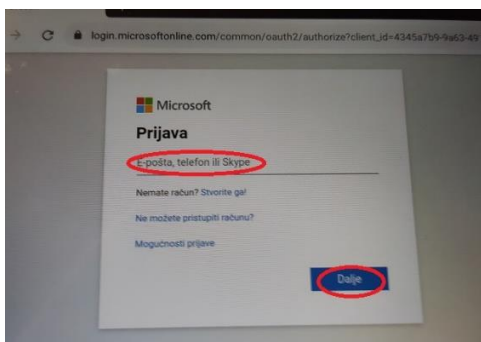 login.microsoftonline.com/common/oauth2/authorize?client_id=4345a7b9-9a63-49
Microsoft
Prijava
E-pošta, telefon ili Skype
Nemate račun? Stvorite ga!
Ne možete pristupiti računu?
Mogućnosti prijave
Dalje